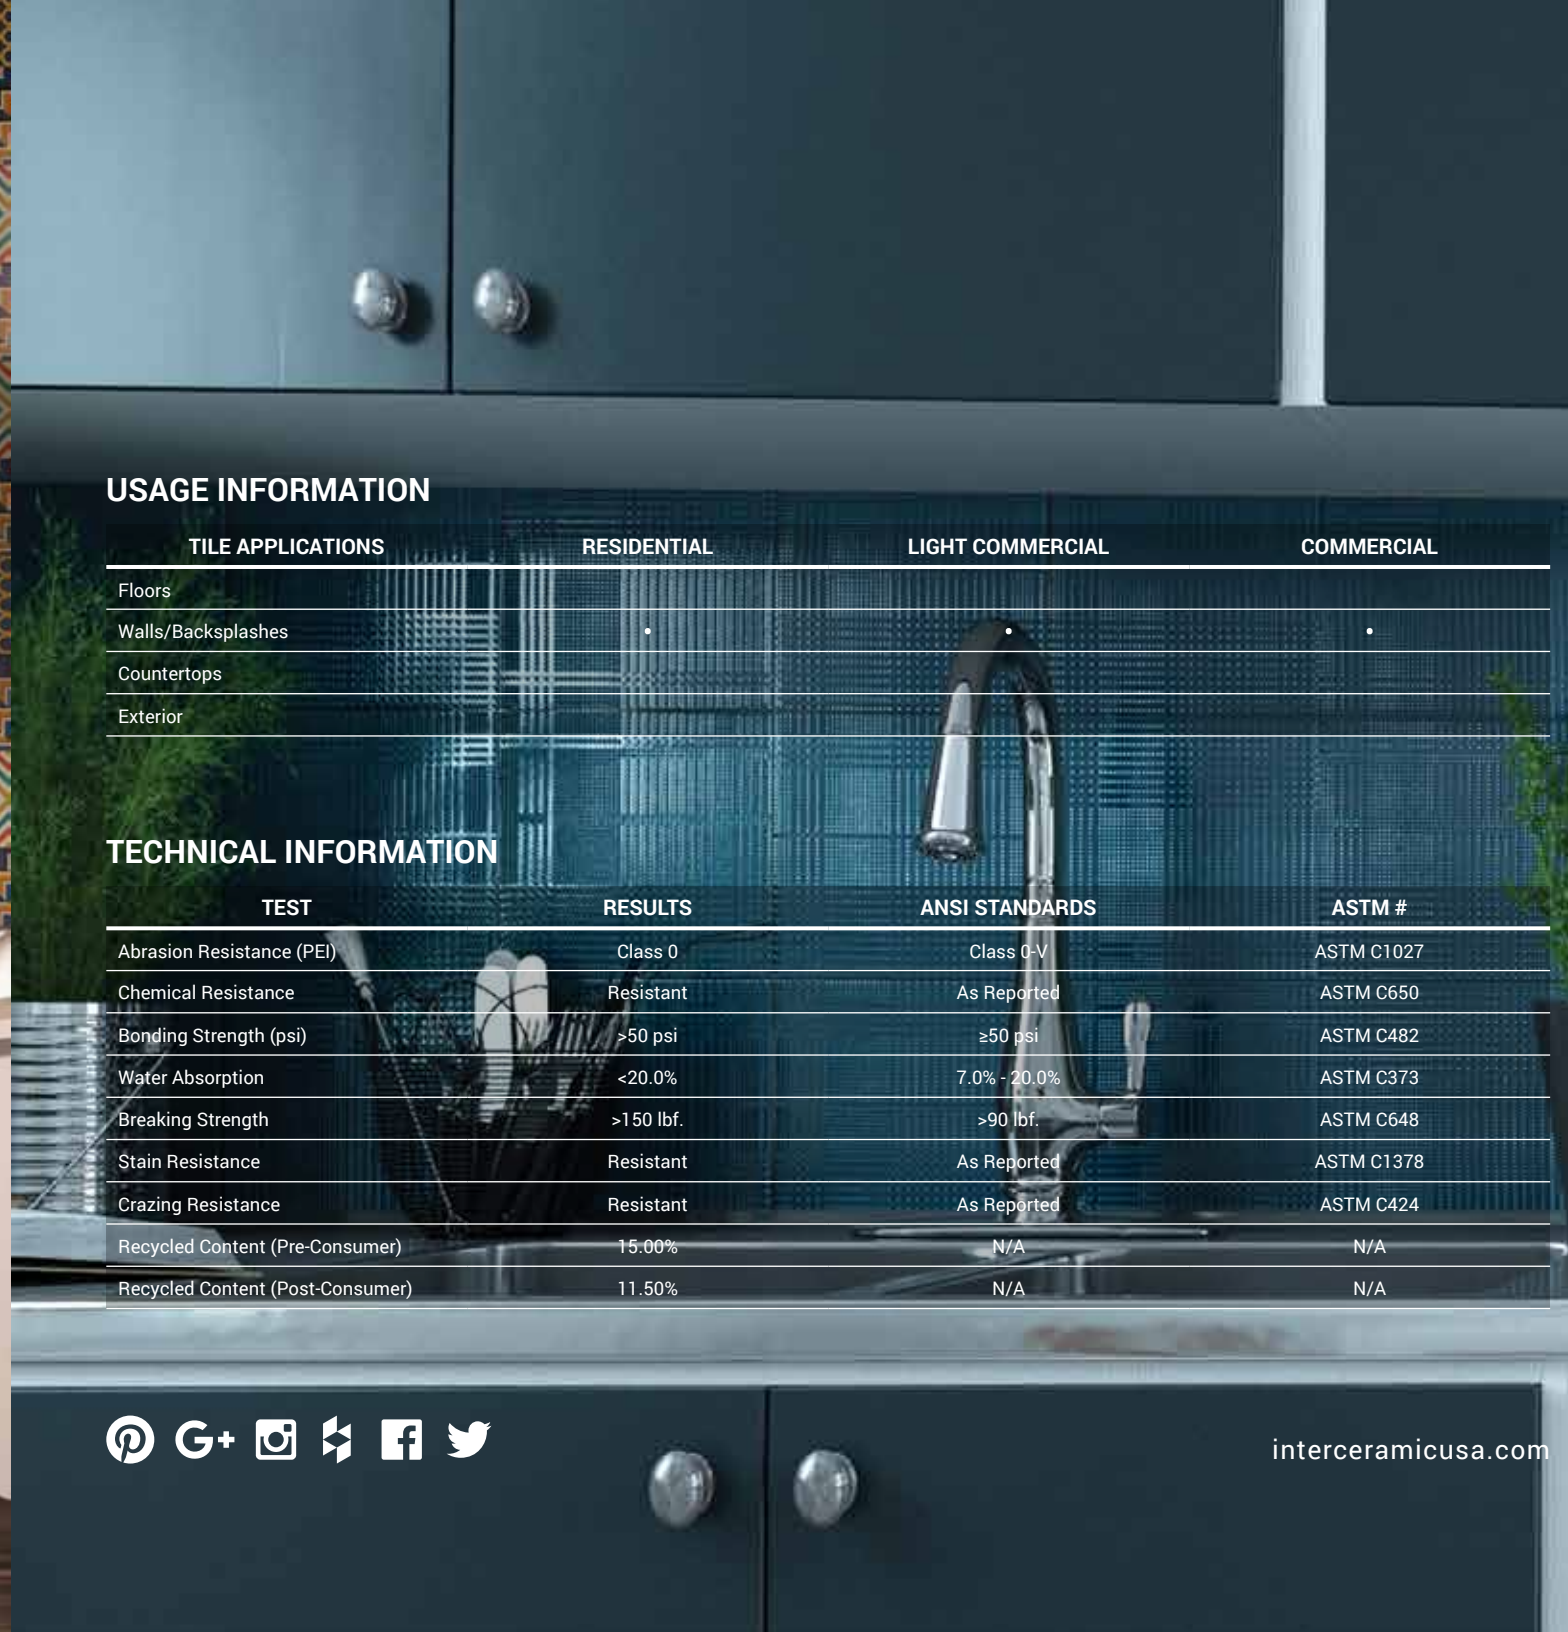 USAGE INFORMATION
TILE APPLICATIONS RESIDENTIAL LIGHT COMMERCIAL COMMERCIAL
Floors
Walls/Backsplashes • • •
Countertops
Exterior
TECHNICAL INFORMATION
TEST RESULTS ANSI STANDARDS ASTM #
Abrasion Resistance (PEI) Class 0 Class 0-V ASTM C1027
Chemical Resistance Resistant As Reported ASTM C650
Bonding Strength (psi) >50 psi ≥50 psi ASTM C482
Water Absorption <20.0% 7.0% - 20.0% ASTM C373
Breaking Strength >150 lbf. >90 lbf. ASTM C648
Stain Resistance Resistant As Reported ASTM C1378
Crazing Resistance Resistant As Reported ASTM C424
Recycled Content (Pre-Consumer) 15.00% N/A N/A
Recycled Content (Post-Consumer) 11.50% N/A N/A
G+
interceramicusa.com